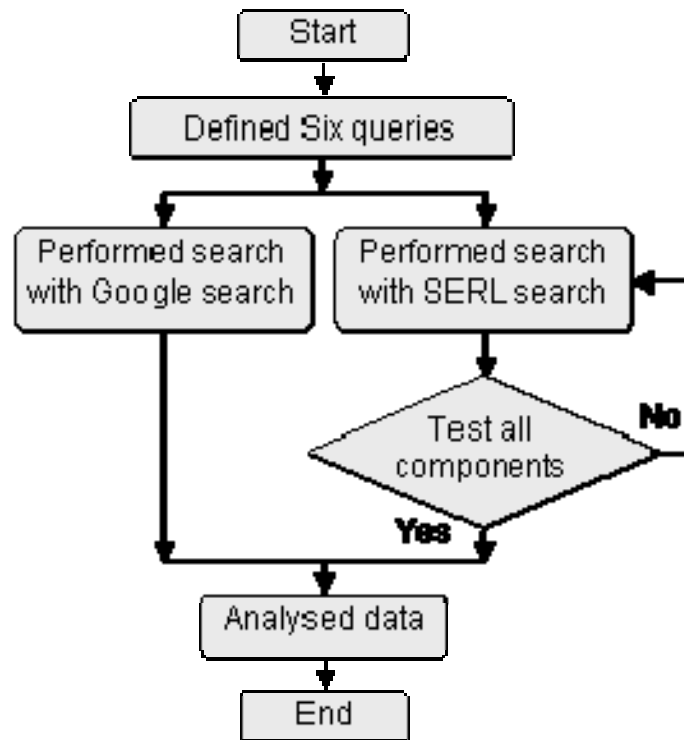 Start
Defined Six queries
Performed search
with Google search
Performed search
with SERL search
No
Test all
components
Yes
Analysed data
End